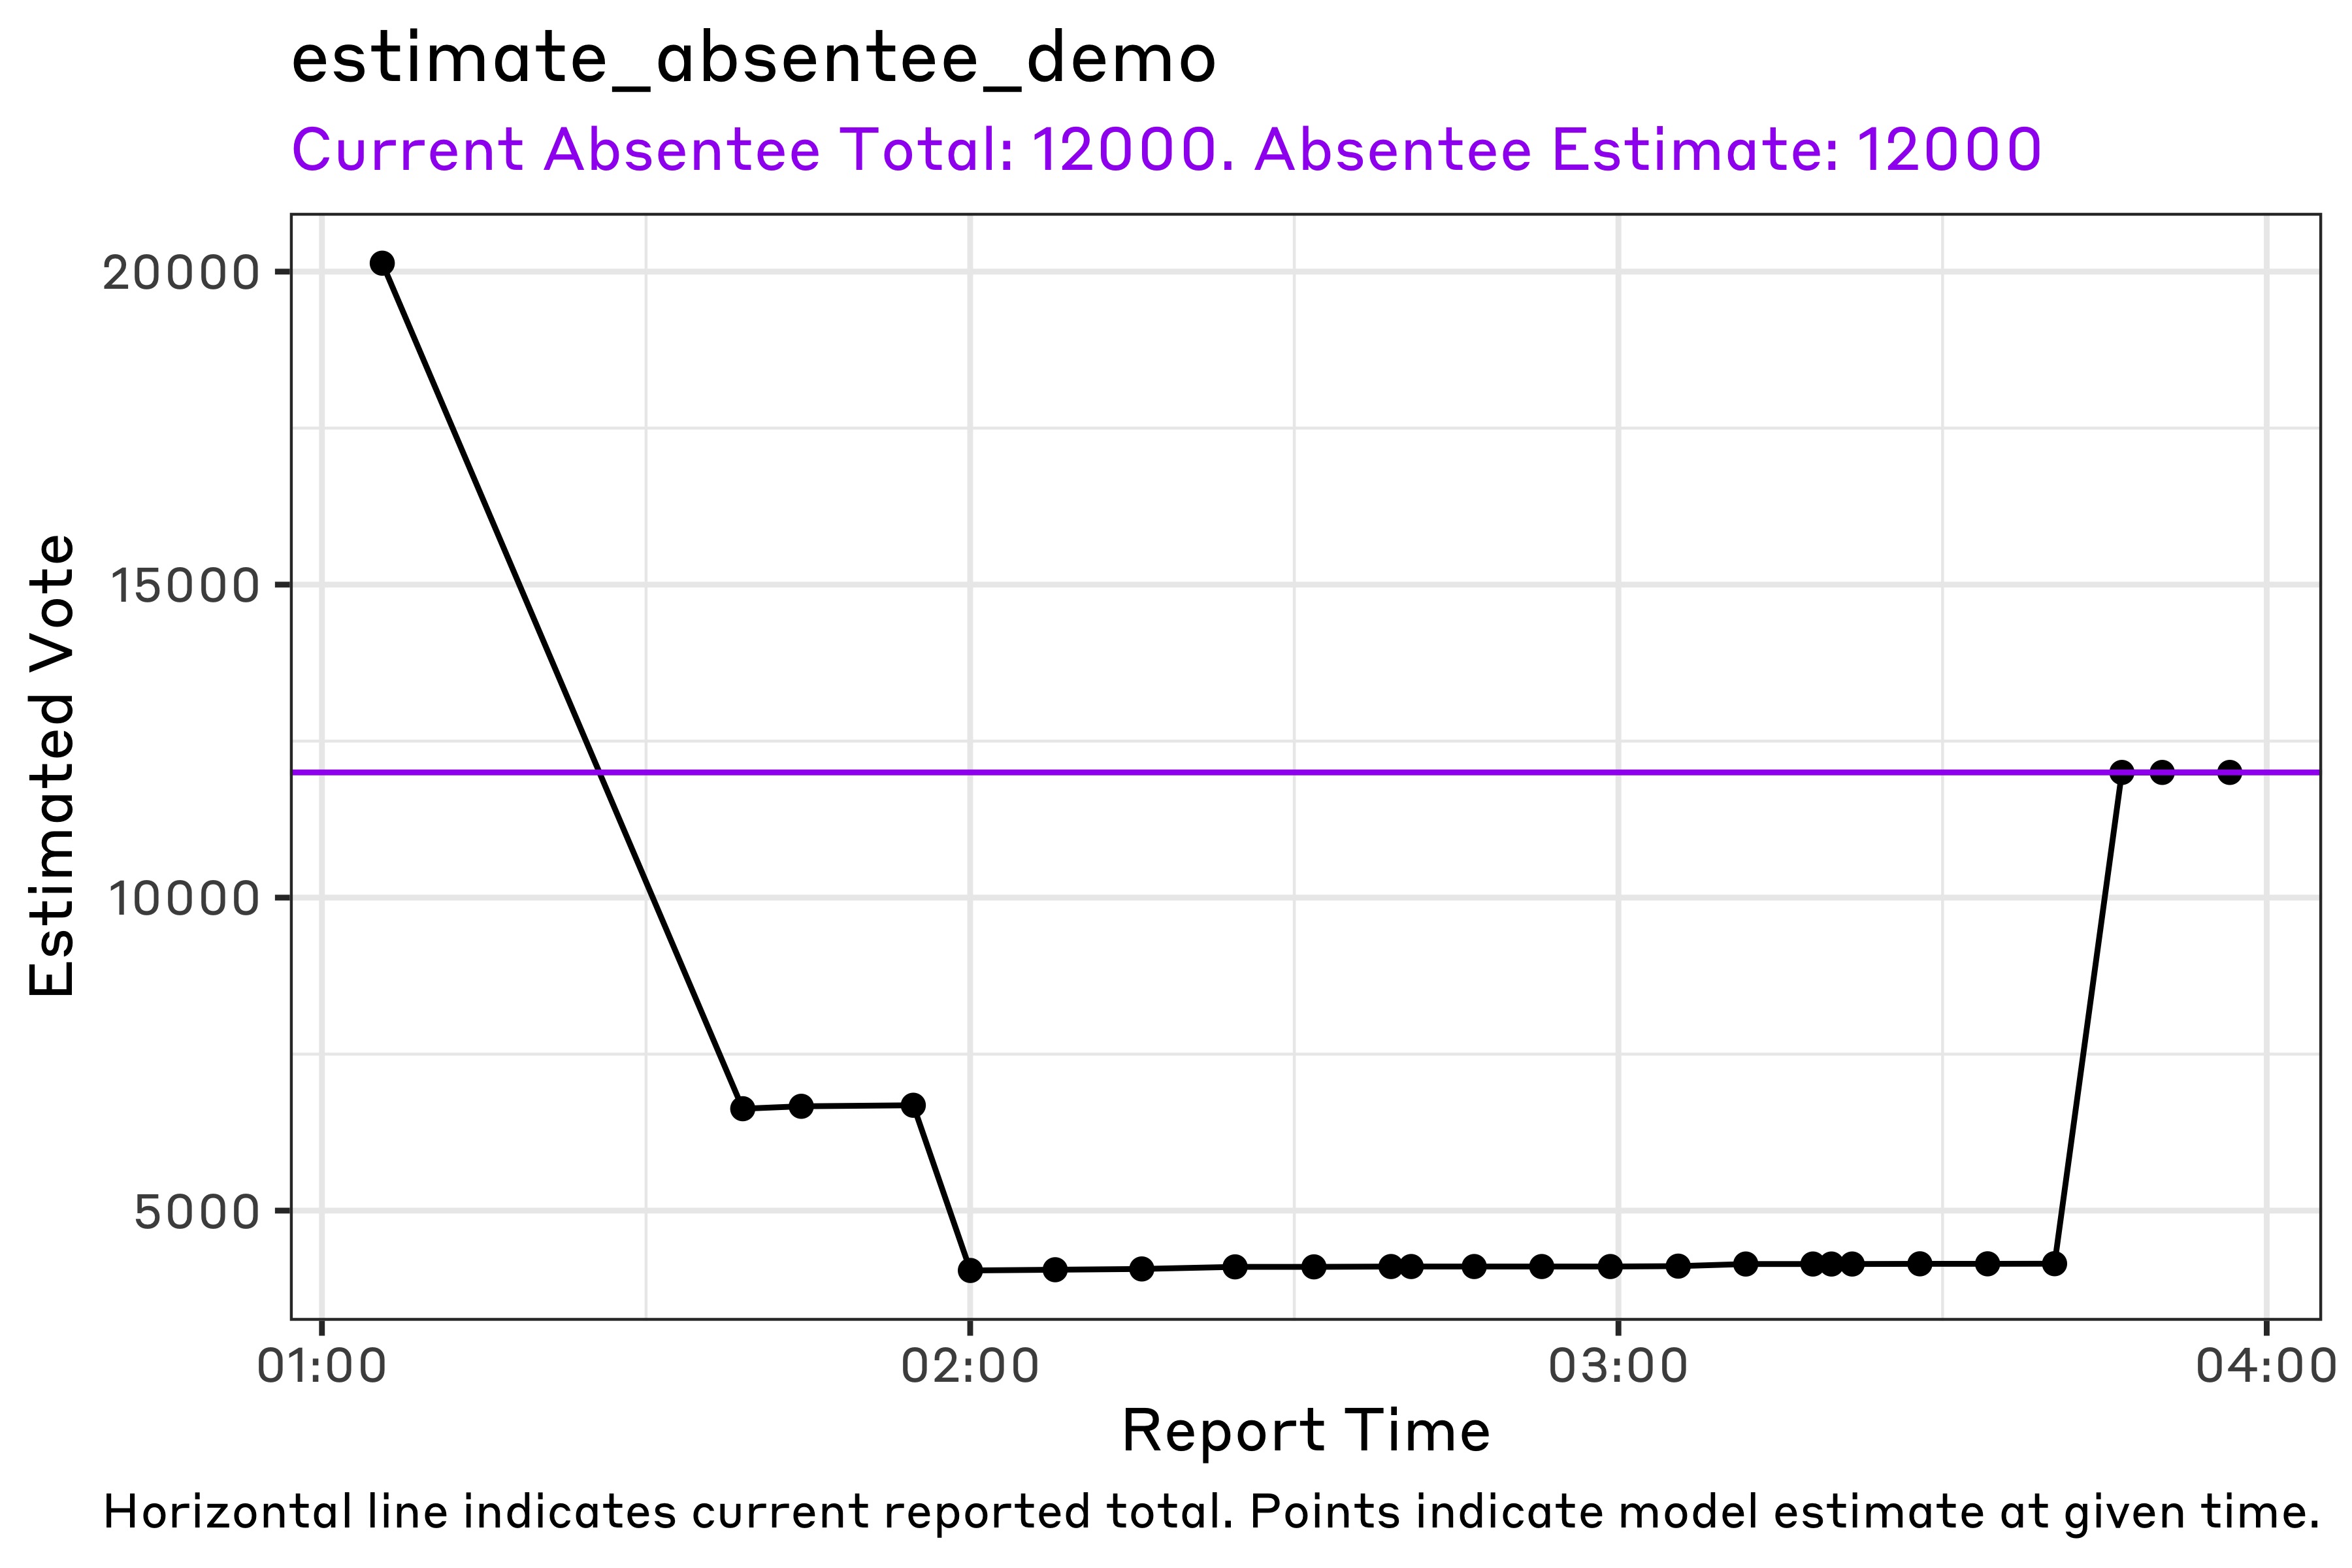 estimate_absentee_demo
Current Absentee Total: 12000. Absentee Estimate: 12000
Estimated Vote
20000
15000
10000
5000
01:00 02:00 03:00 04:00
Report Time
Horizontal line indicates current reported total. Points indicate model estimate at given time.